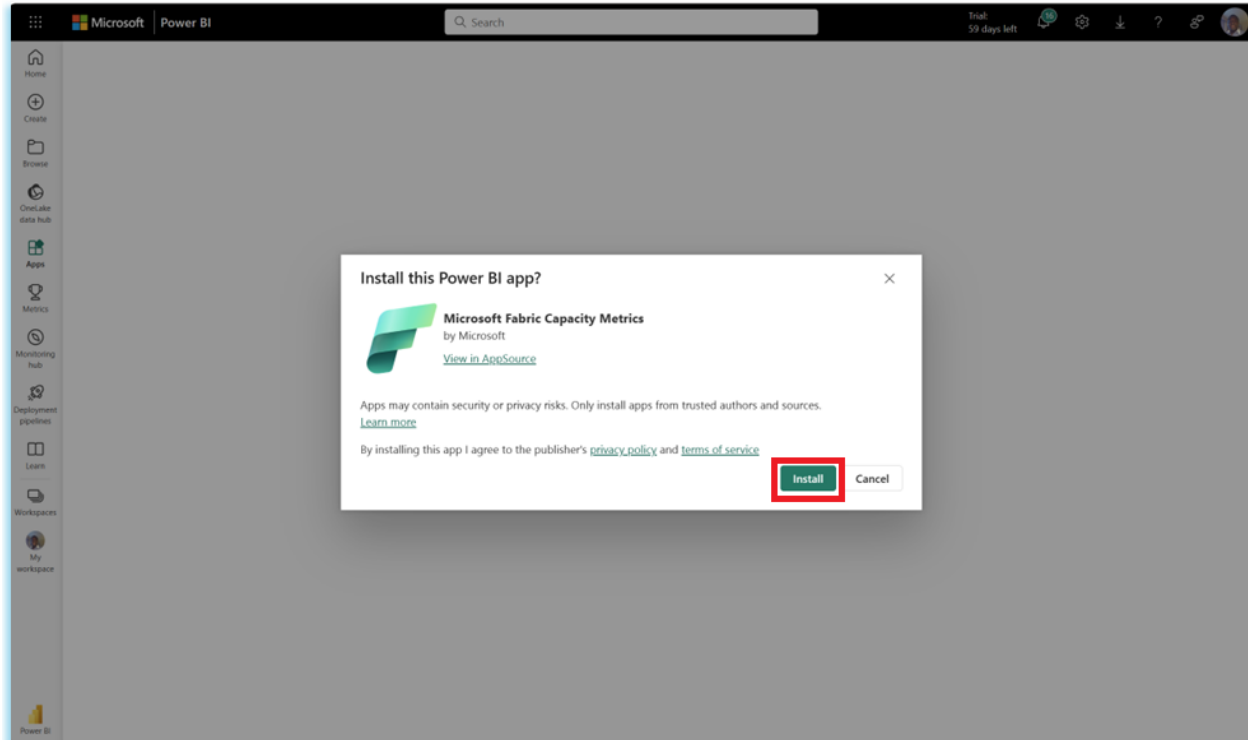 Microsoft Power BI
Search
Trial:
59 days left
16
Home
Create
Browse
OneLake
data hub
Apps
Metrics
Monitoring
hub
Deployment
pipelines
Learn
Workspaces
My
workspace
Power BI
Install this Power BI app?
Microsoft Fabric Capacity Metrics
by Microsoft
View in AppSource
Apps may contain security or privacy risks. Only install apps from trusted authors and sources.
Learn more
By installing this app I agree to the publisher's privacy policy and terms of service
Install Cancel